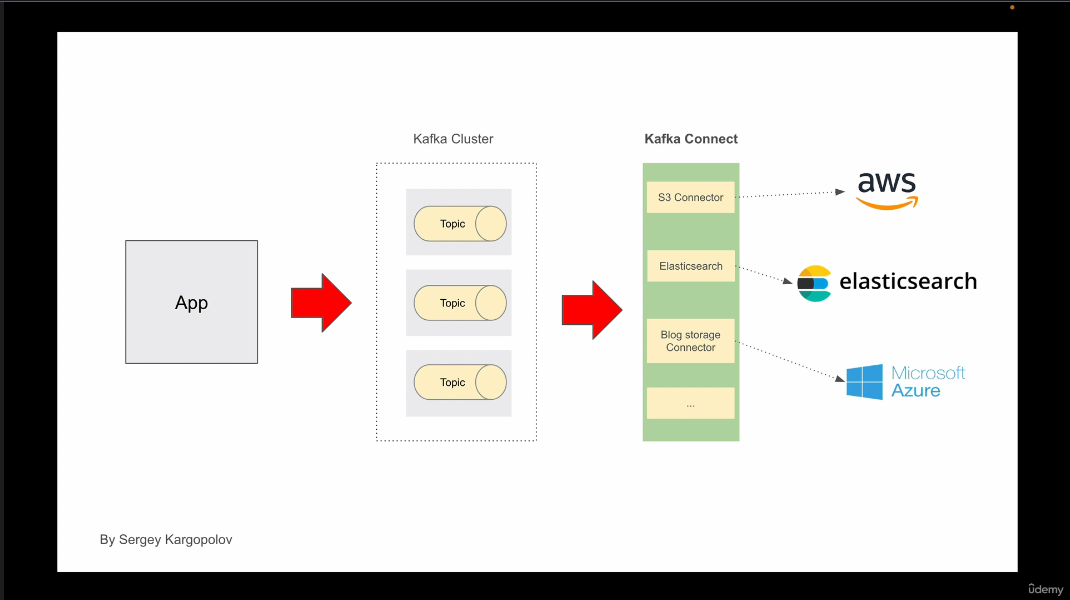 Kafka Cluster
Kafka Connect
App
Topic
Topic
Topic
S3 Connector
Elasticsearch
Blog storage
Connector
...
aws
elasticsearch
Microsoft
Azure
By Sergey Kargopolov
ûdemy